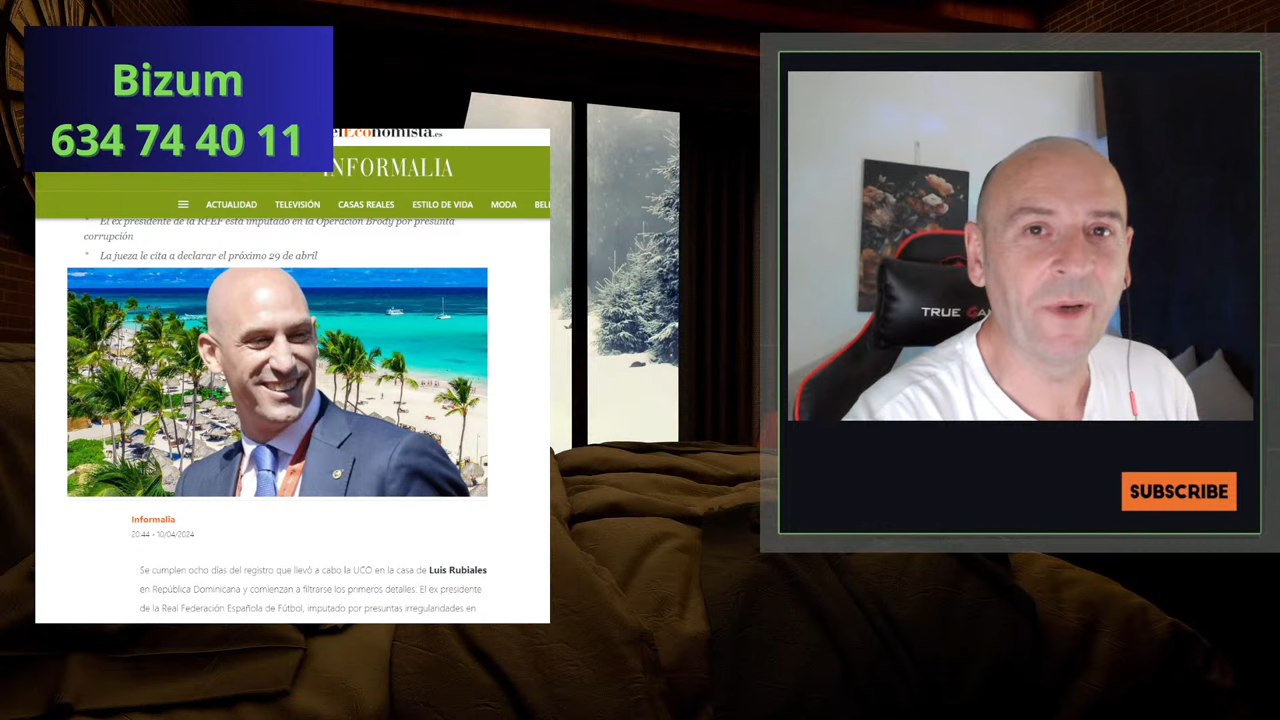 Bizum
634 74 40 11
elEconomista.es
INFORMALIA
ACTUALIDAD TELEVISIÓN CASAS REALES ESTILO DE VIDA MODA BELL
* El ex presidente de la RFEF está imputado en la Operación Brody por presunta
corrupción
* La jueza le cita a declarar el próximo 29 de abril
Informalia
20:44 - 10/04/2024
Se cumplen ocho días del registro que llevó a cabo la UCO en la casa de Luis Rubiales
en República Dominicana y comienzan a filtrarse los primeros detalles. El ex presidente
de la Real Federación Española de Fútbol, imputado por presuntas irregularidades en
TRUE GA
SUBSCRIBE